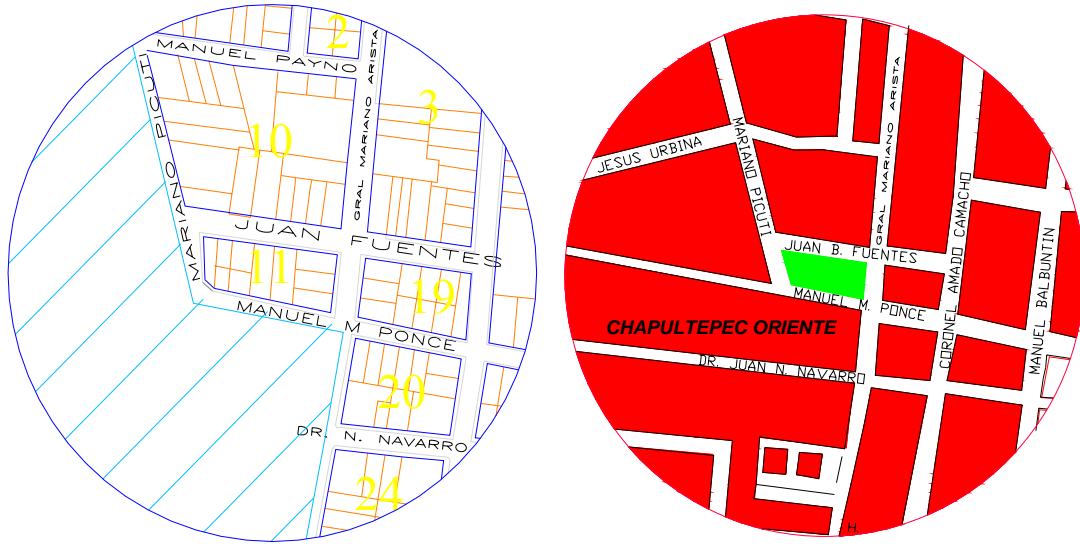 2
MANUEL PAYNO
GRAL MARIANO ARISTA
MARIANO PICUTI
3
10
JUAN FUENTES
11
19
MANUEL M PONCE
20
DR. N. NAVARRO
24
JESUS URBINA
MARIANO PICUTI
GRAL MARIANO ARISTA
JUAN B. FUENTES
CORONEL AMADO CAMACHO
MANUEL BALBUNTIN
MANUEL M. PONCE
CHAPULTEPEC ORIENTE
DR. JUAN N. NAVARRO
H.